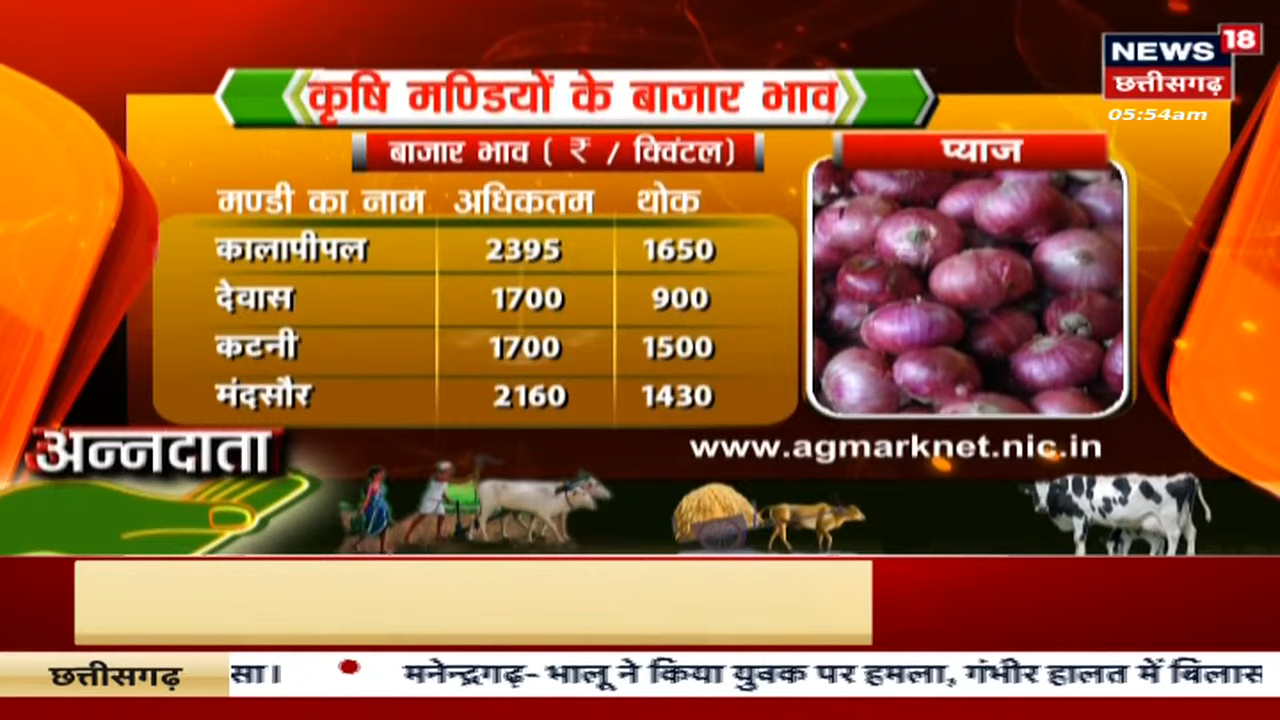 NEWS 18
छत्तीसगढ़
05:54am
कृषि मण्डियों के बाजार भाव
बाजार भाव ( ₹ / क्विंटल)
प्याज
मण्डी का नाम अधिकतम थोक
कालापीपल 2395 1650
देवास 1700 900
कटनी 1700 1500
मंदसौर 2160 1430
अन्नदाता
www.agmarknet.nic.in
छत्तीसगढ़ सा। • मनेन्द्रगढ़- भालू ने किया युवक पर हमला, गंभीर हालत में बिलास